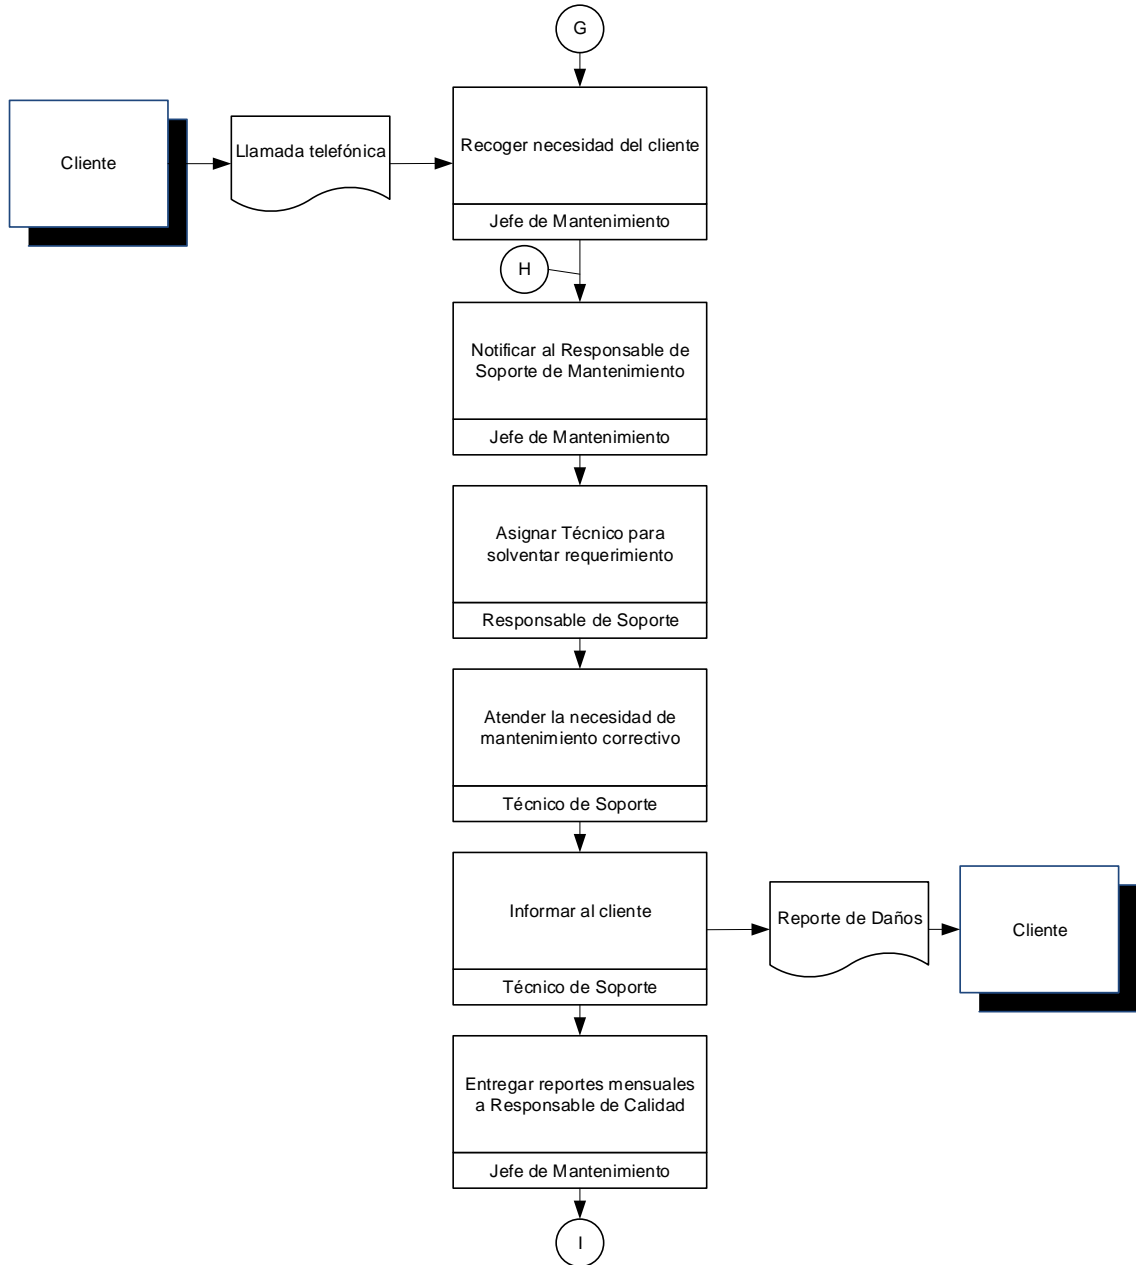 G
Cliente
Llamada telefónica
Recoger necesidad del cliente
Jefe de Mantenimiento
H
Notificar al Responsable de
Soporte de Mantenimiento
Jefe de Mantenimiento
Asignar Técnico para
solventar requerimiento
Responsable de Soporte
Atender la necesidad de
mantenimiento correctivo
Técnico de Soporte
Informar al cliente
Técnico de Soporte
Reporte de Daños
Cliente
Entregar reportes mensuales
a Responsable de Calidad
Jefe de Mantenimiento
I